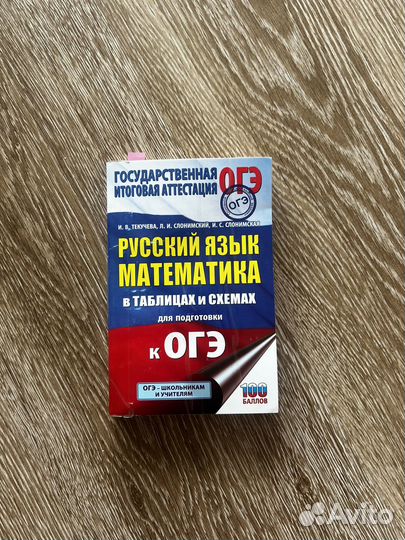 ГОСУДАРСТВЕННАЯ
ИТОГОВАЯ АТТЕСТАЦИЯ
ОГЭ
ОГЭ
И. В. ТЕКУЧЕВА, Л. И. СЛОНИМСКИЙ, И. С. СЛОНИМСКАЯ
РУССКИЙ ЯЗЫК
МАТЕМАТИКА
В ТАБЛИЦАХ И СХЕМАХ
для подготовки
к ОГЭ
ОГЭ – ШКОЛЬНИКАМ
И УЧИТЕЛЯМ
100
БАЛЛОВ
Avito